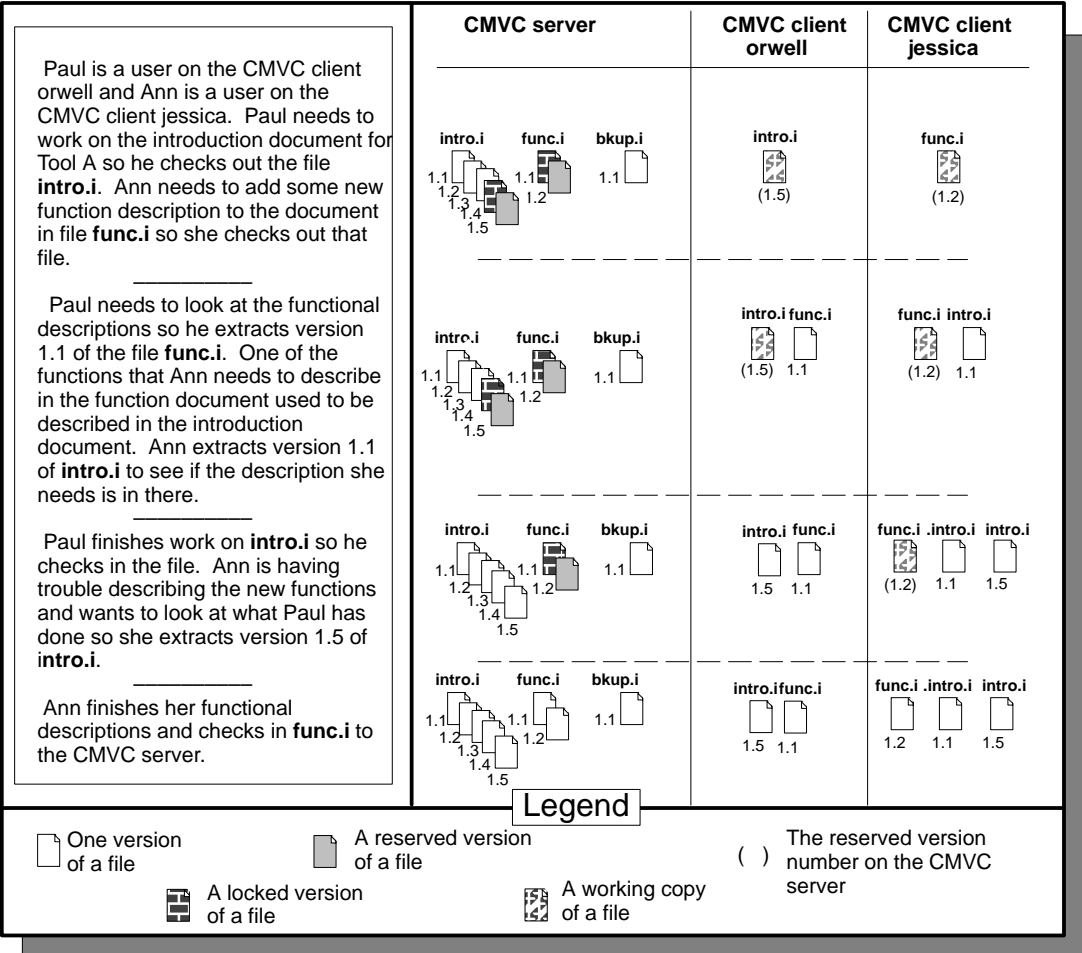 Paul is a user on the CMVC client
orwell and Ann is a user on the
CMVC client jessica. Paul needs to
work on the introduction document for
Tool A so he checks out the file
intro.i. Ann needs to add some new
function description to the document
in file func.i so she checks out that
file.
Paul needs to look at the functional
descriptions so he extracts version
1.1 of the file func.i. One of the
functions that Ann needs to describe
in the function document used to be
described in the introduction
document. Ann extracts version 1.1
of intro.i to see if the description she
needs is in there.
Paul finishes work on intro.i so he
checks in the file. Ann is having
trouble describing the new functions
and wants to look at what Paul has
done so she extracts version 1.5 of
intro.i.
Ann finishes her functional
descriptions and checks in func.i to
the CMVC server.
CMVC server
CMVC client
orwell
CMVC client
jessica
intro.i func.i bkup.i intro.i func.i
1.1 1.1 1.1
1.2 1.2 (1.5) (1.2)
1.3
1.4
1.5
intro.i func.i bkup.i intro.i func.i func.i intro.i
1.1 1.1 1.1 (1.5) 1.1 (1.2) 1.1
1.2 1.2
1.3
1.4
1.5
intro.i func.i bkup.i intro.i func.i func.i .intro.i intro.i
1.1 1.1 1.1
1.2 1.2 1.5 1.1 (1.2) 1.1 1.5
1.3
1.4
1.5
intro.i func.i bkup.i intro.i func.i func.i .intro.i intro.i
1.1 1.1 1.1
1.2 1.2 1.5 1.1 1.2 1.1 1.5
1.3
1.4
1.5
Legend
One version
of a file
A reserved version
of a file
( )
The reserved version
number on the CMVC
server
A locked version
of a file
A working copy
of a file